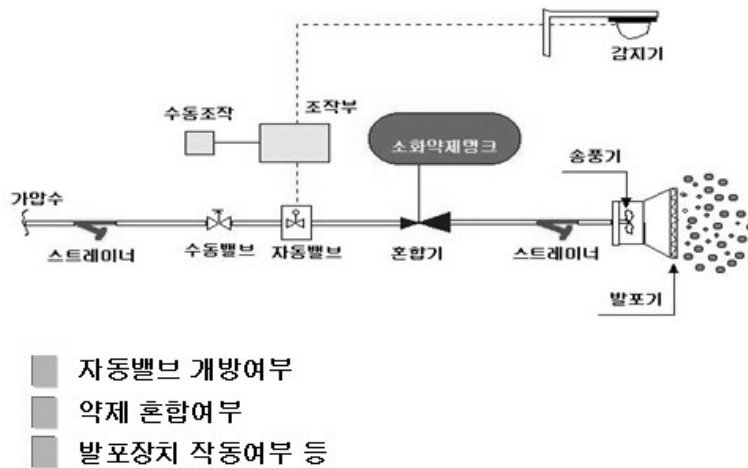 감지기
수동조작
조작부
소화약제탱크
송풍기
가압수
스트레이너
수동밸브
자동밸브
혼합기
스트레이너
발포기
자동밸브 개방여부
약제 혼합여부
발포장치 작동여부 등